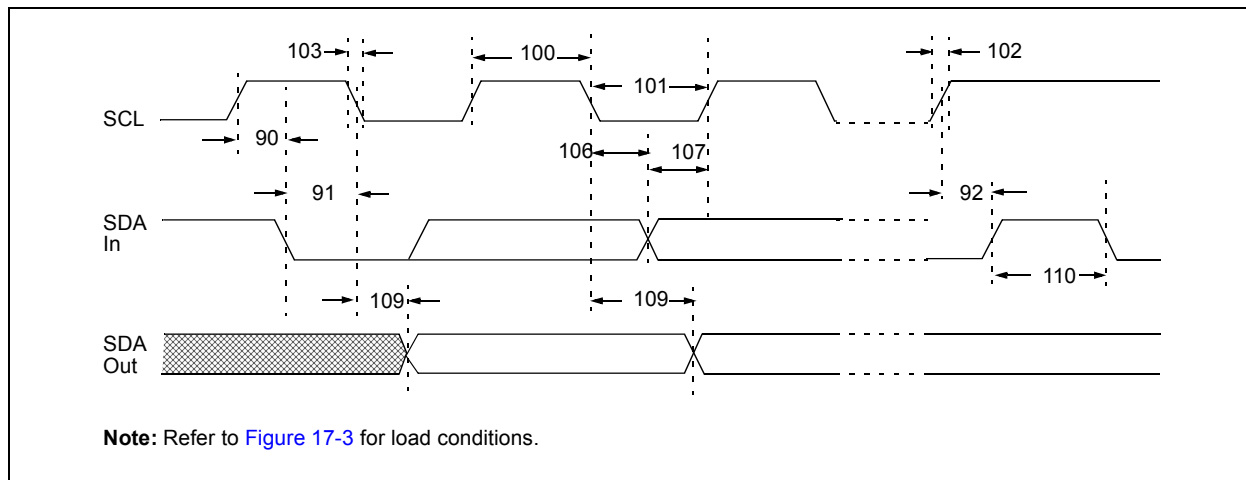 103
100
102
101
SCL
90
106
107
91
92
SDA
In
110
109
109
SDA
Out
Note: Refer to Figure 17-3 for load conditions.